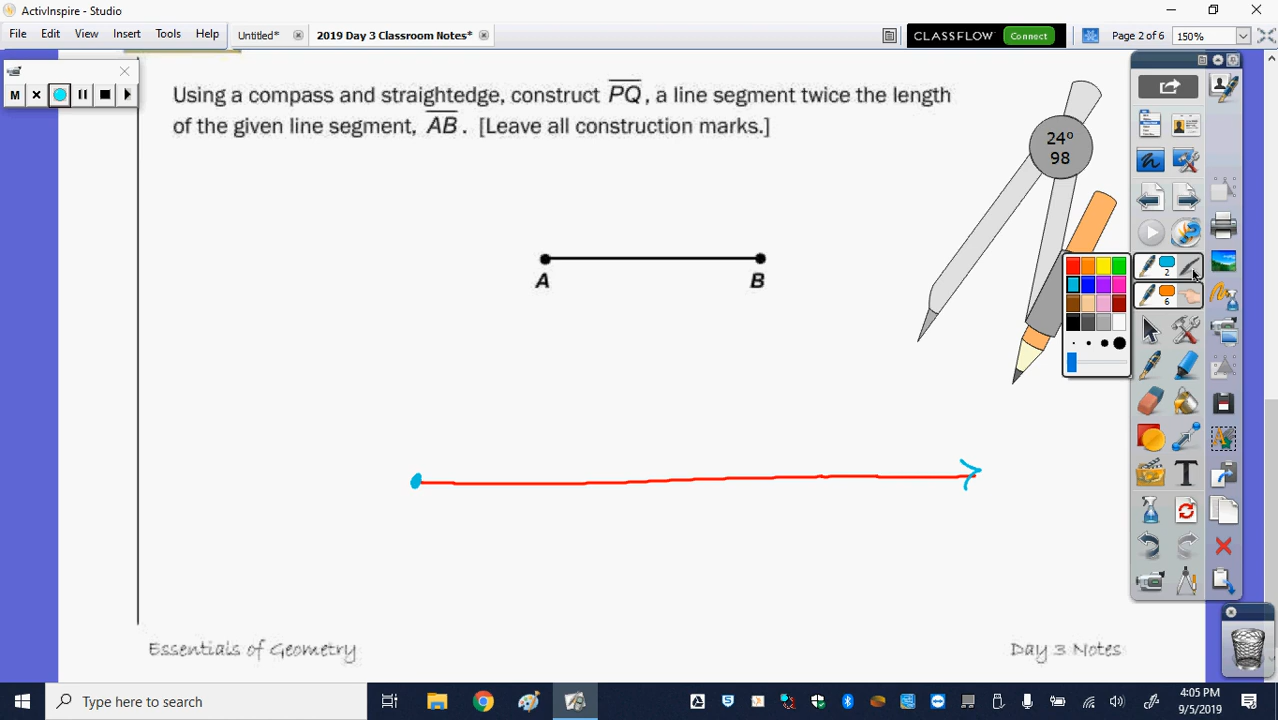 ActivInspire - Studio
File Edit View Insert Tools Help Untitled* 2019 Day 3 Classroom Notes* CLASSFLOW Connect Page 2 of 6 150%
M
Using a compass and straightedge, construct PQ, a line segment twice the length
of the given line segment, AB. [Leave all construction marks.]
24º
98
2
6
A B
T
Essentials of Geometry Day 3 Notes
Type here to search
4:05 PM
9/5/2019